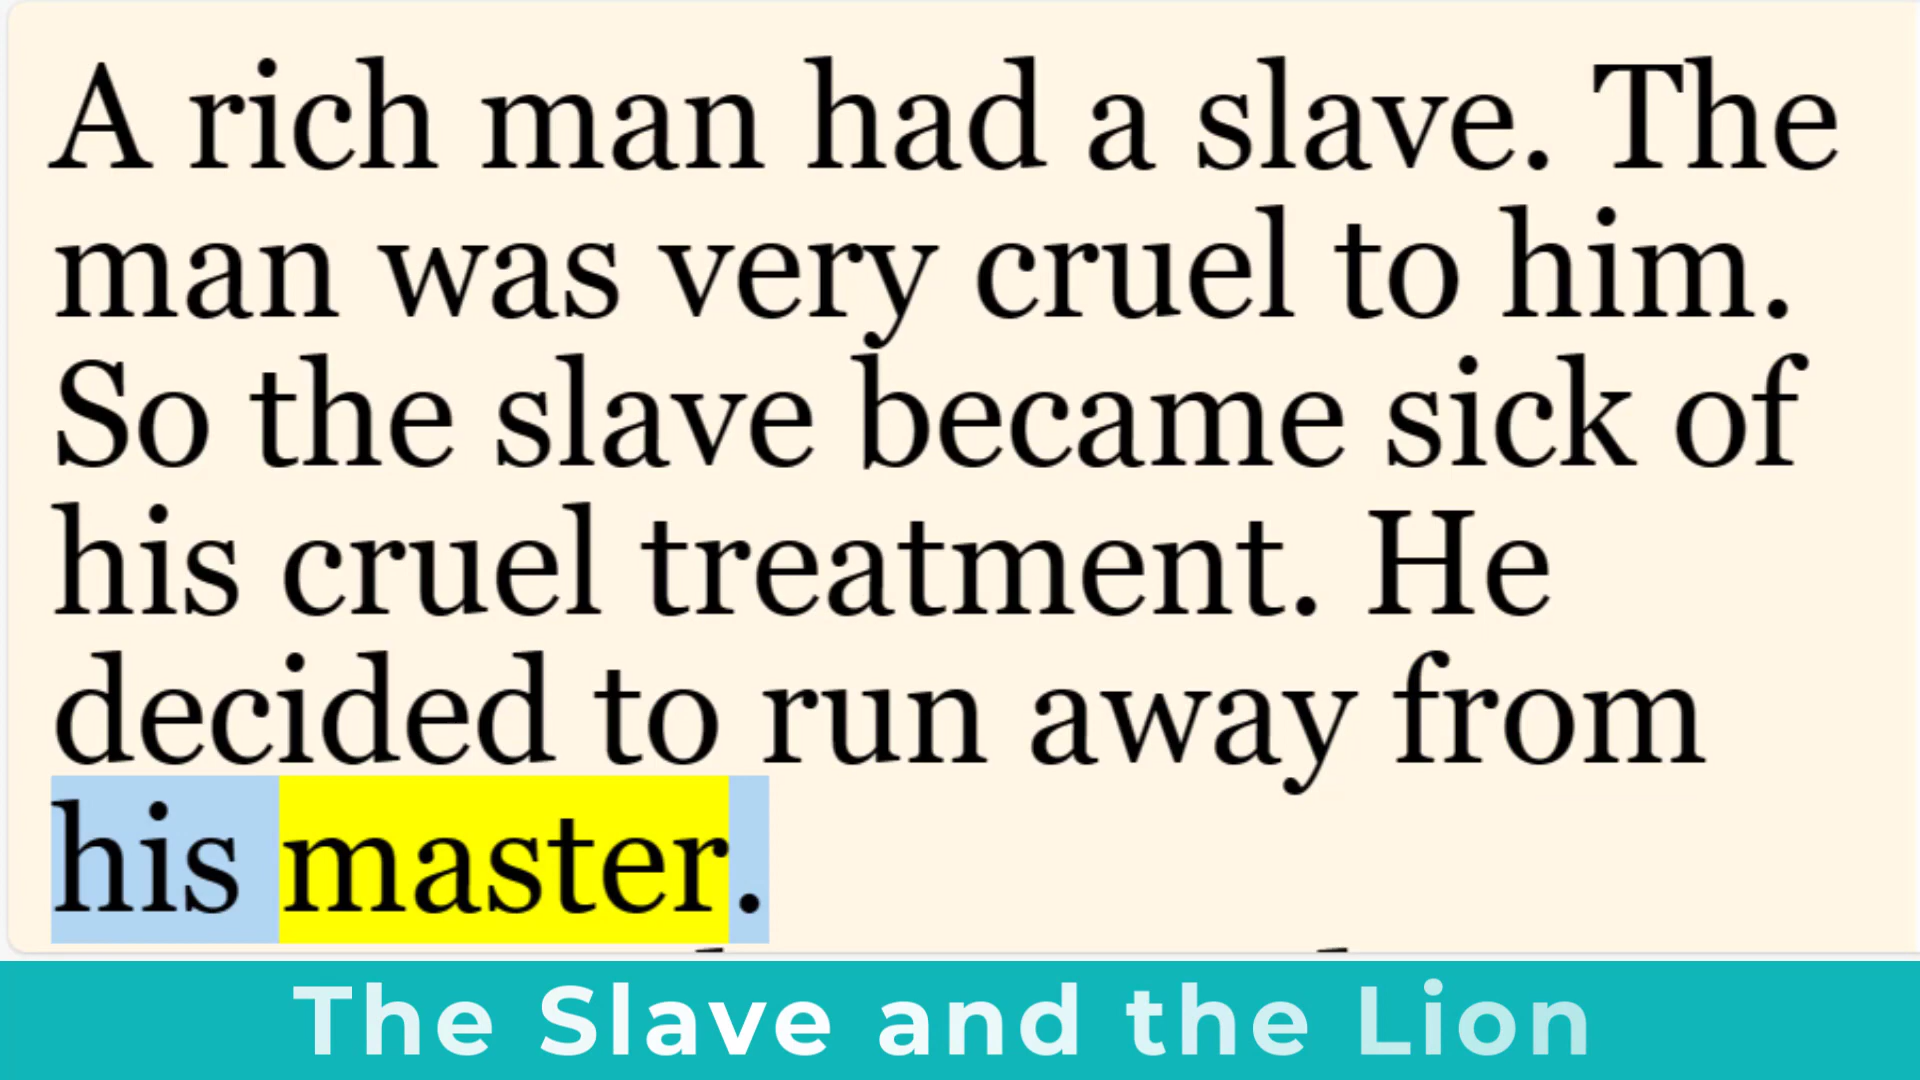 A rich man had a slave. The
man was very cruel to him.
So the slave became sick of
his cruel treatment. He
decided to run away from
his master.
The Slave and the Lion